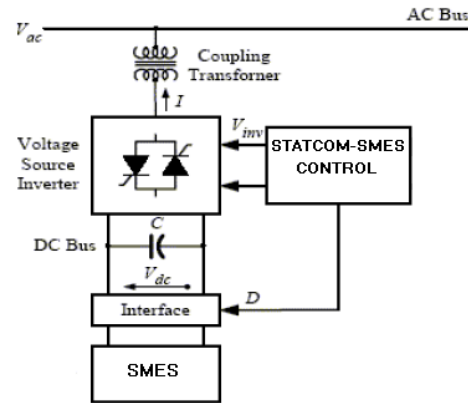 AC Bus
Vac
Coupling
Transforner
I
Voltage
Source
Inverter
Vinv
STATCOM-SMES
CONTROL
C
DC Bus
Vdc
D
Interface
SMES